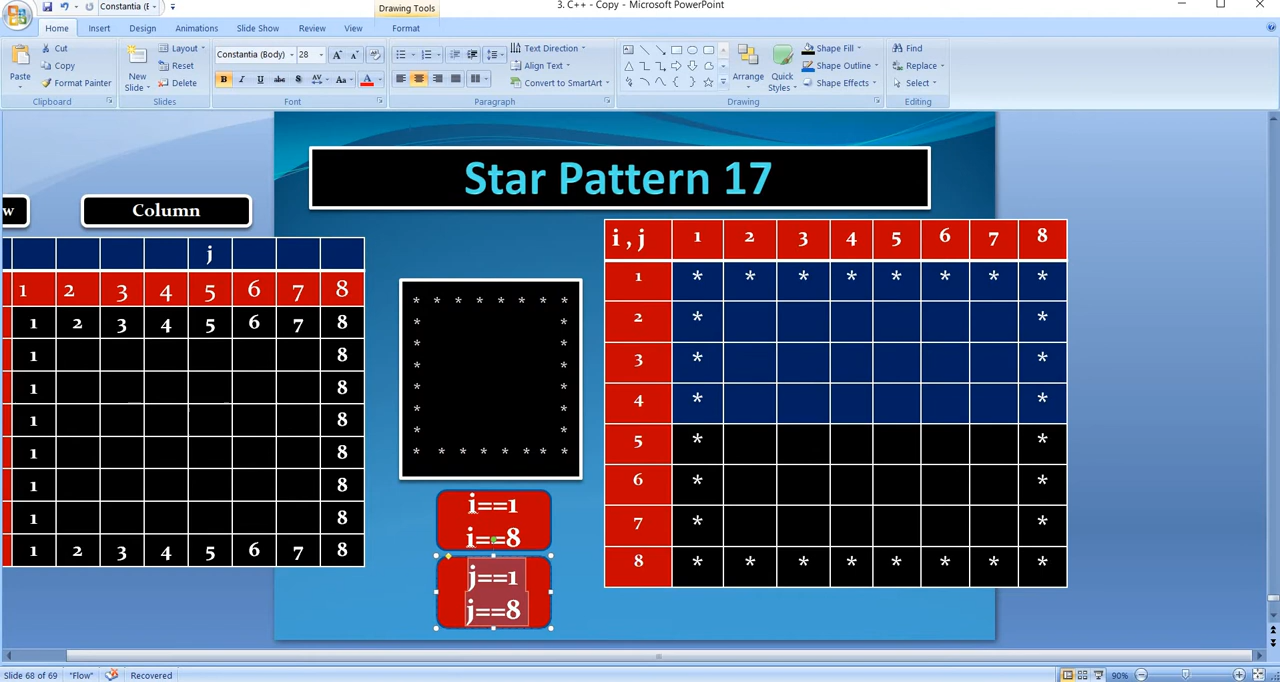 Constantia (E
Drawing Tools
3. C++ - Copy - Microsoft PowerPoint
Home Insert Design Animations Slide Show Review View Format
Paste
Cut
Copy
Format Painter
Clipboard
New Slide
Layout
Reset
Delete
Slides
Constantia (Body) 28
B I U abc S AV Aa A
Font
Text Direction
Align Text
Convert to SmartArt
Paragraph
Arrange
Quick Styles
Shape Fill
Shape Outline
Shape Effects
Drawing
Find
Replace
Select
Editing
Star Pattern 17
w
Column
j
1 2 3 4 5 6 7 8
1 2 3 4 5 6 7 8
1 8
1 8
1 8
1 8
1 8
1 8
1 2 3 4 5 6 7 8
* * * * * * * *
* *
* *
* *
* *
* *
* *
* * * * * * * *
i==1
i==8
j==1
j==8
i , j 1 2 3 4 5 6 7 8
1 * * * * * * * *
2 * *
3 * *
4 * *
5 * *
6 * *
7 * *
8 * * * * * * * *
Slide 68 of 69 "Flow" Recovered 90%